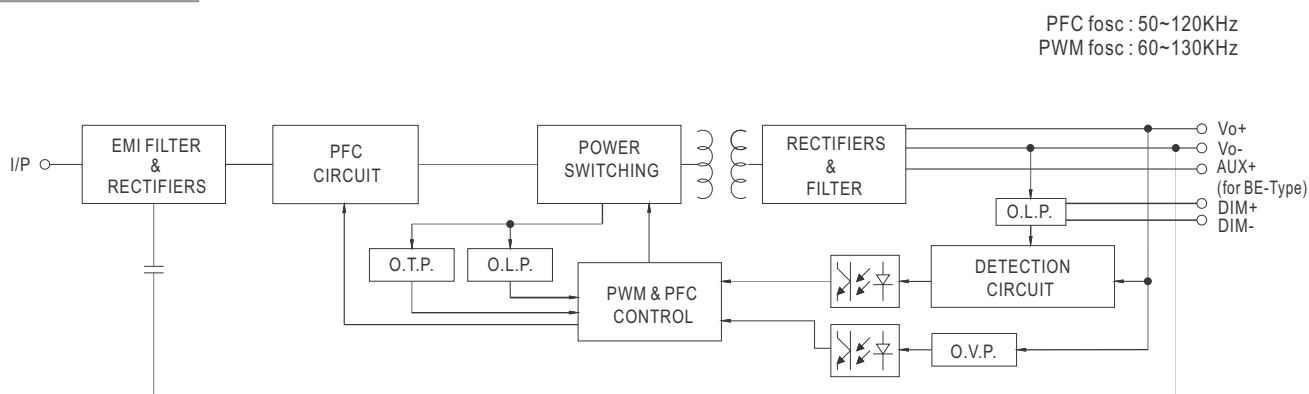 PFC fosc : 50~120KHz
PWM fosc : 60~130KHz
I/P
EMI FILTER
&
RECTIFIERS
PFC
CIRCUIT
POWER
SWITCHING
RECTIFIERS
&
FILTER
Vo+
Vo-
AUX+
(for BE-Type)
DIM+
DIM-
O.L.P.
O.T.P.
O.L.P.
PWM & PFC
CONTROL
DETECTION
CIRCUIT
O.V.P.